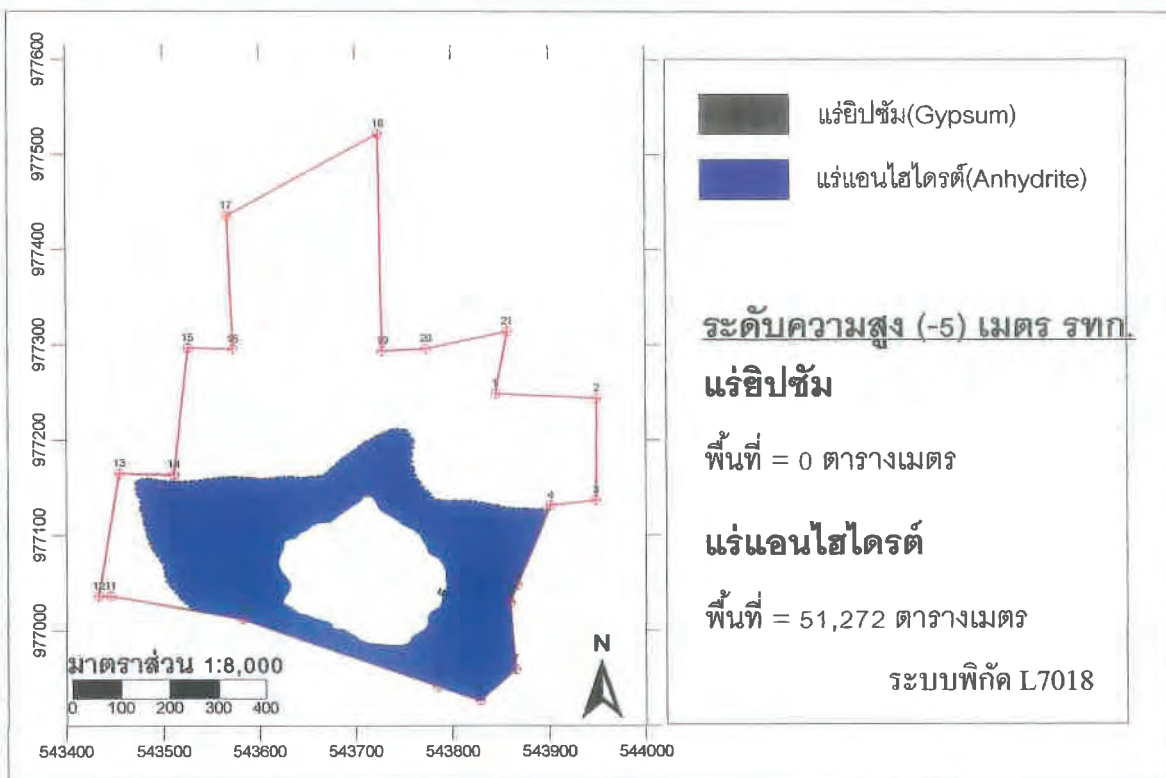 977600
977500
977400
977300
977200
977100
977000
18
17
15
16
19
20
21
1
2
3
4
13
14
12 11
มาตราส่วน 1:8,000
0 100 200 300 400
N
543400 543500 543600 543700 543800 543900 544000
แร่ยิปซัม(Gypsum)
แร่แอนไฮไดรต์(Anhydrite)
ระดับความสูง (-5) เมตร รทก.
แร่ยิปซัม
พื้นที่ = 0 ตารางเมตร
แร่แอนไฮไดรต์
พื้นที่ = 51,272 ตารางเมตร
ระบบพิกัด L7018